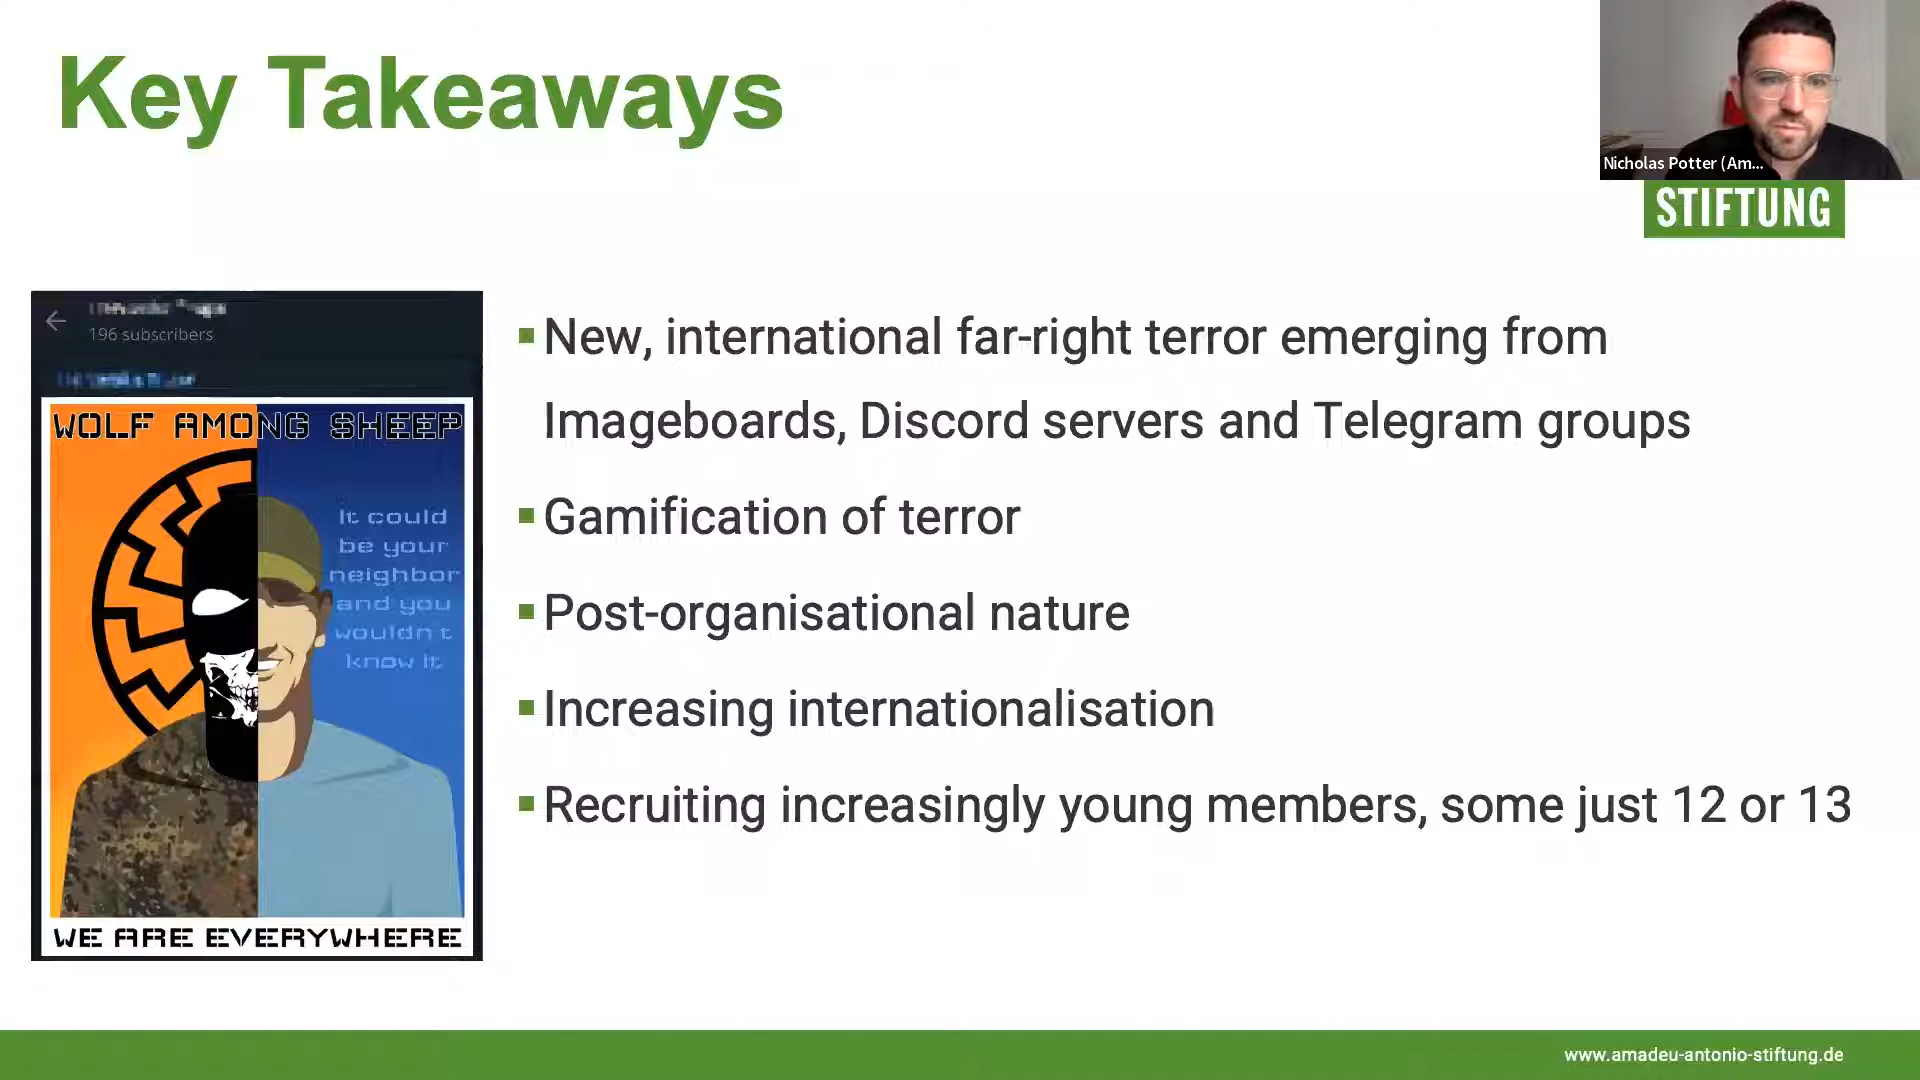 Key Takeaways
Nicholas Potter (Am...
STIFTUNG
196 subscribers
WOLF AMONG SHEEP
It could
be your
neighbor
and you
wouldn't
know it.
WE ARE EVERYWHERE
New, international far-right terror emerging from
Imageboards, Discord servers and Telegram groups
Gamification of terror
Post-organisational nature
Increasing internationalisation
Recruiting increasingly young members, some just 12 or 13
www.amadeu-antonio-stiftung.de